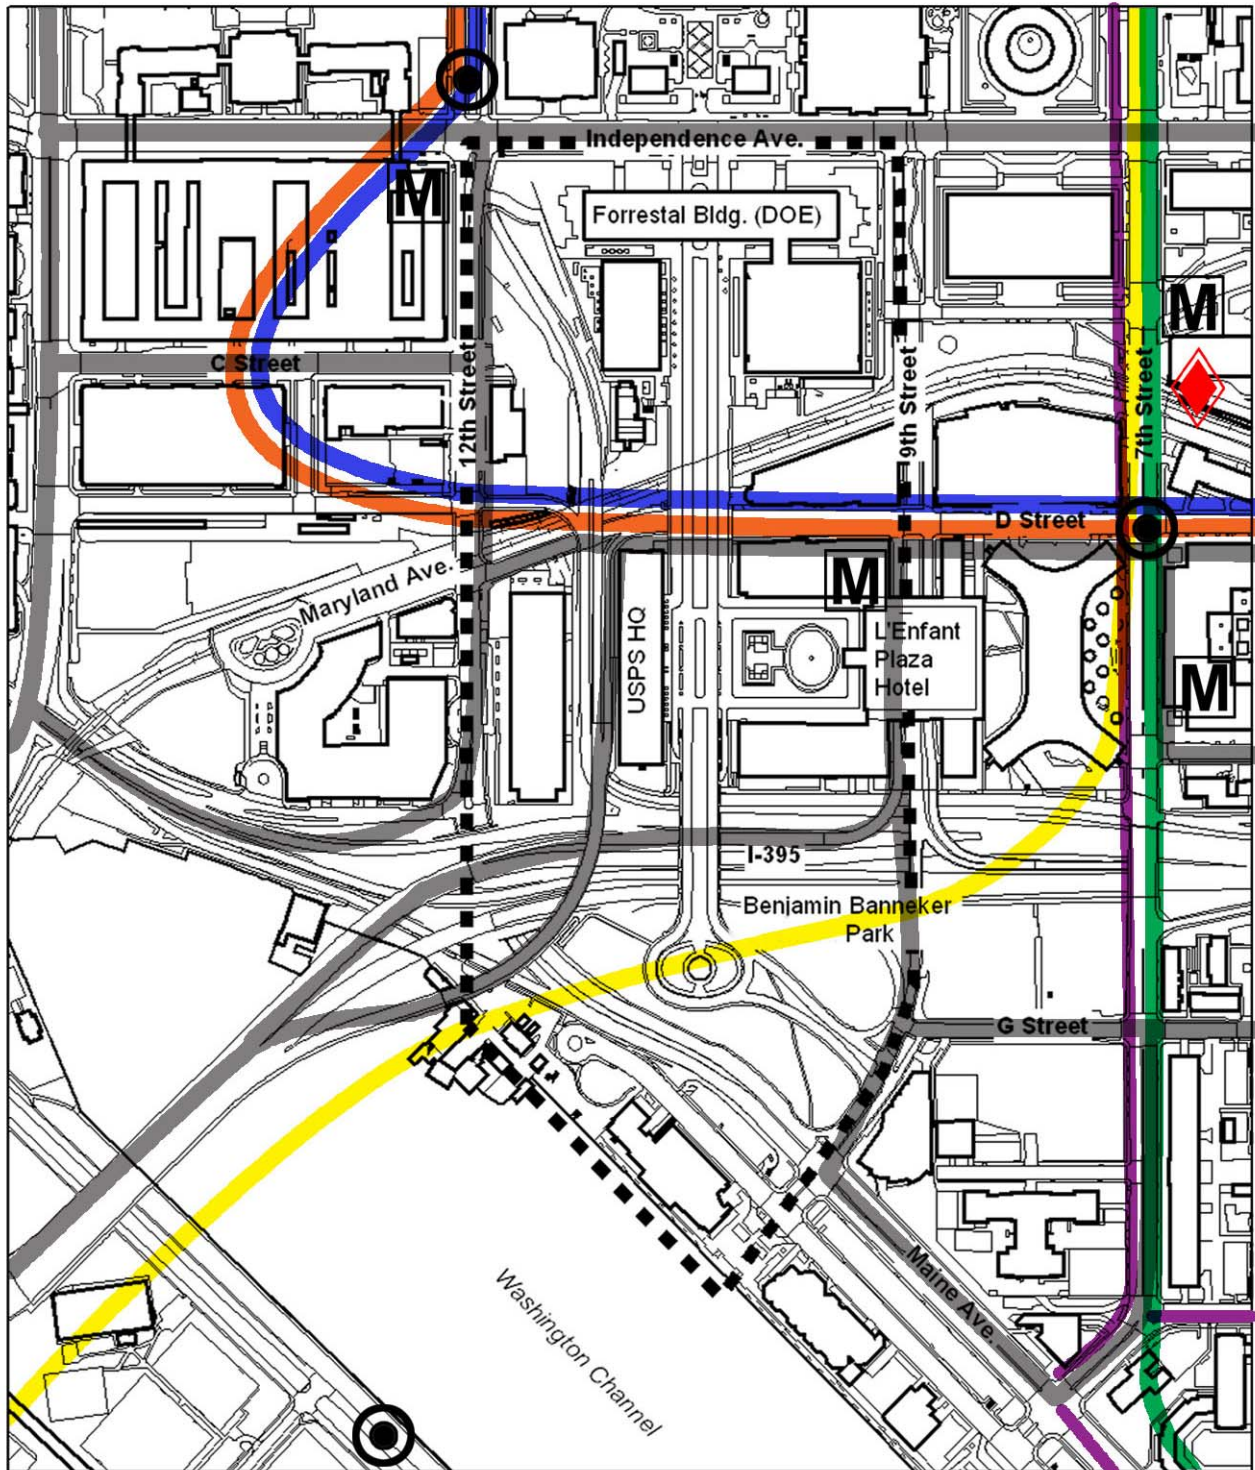 Independence Ave.
M
Forrestal Bldg. (DOE)
M
C Street
12th Street
9th Street
7th Street
D Street
Maryland Ave.
M
USPS HQ
L'Enfant
Plaza
Hotel
M
I-395
Benjamin Banneker
Park
G Street
Maine Ave.
Washington Channel